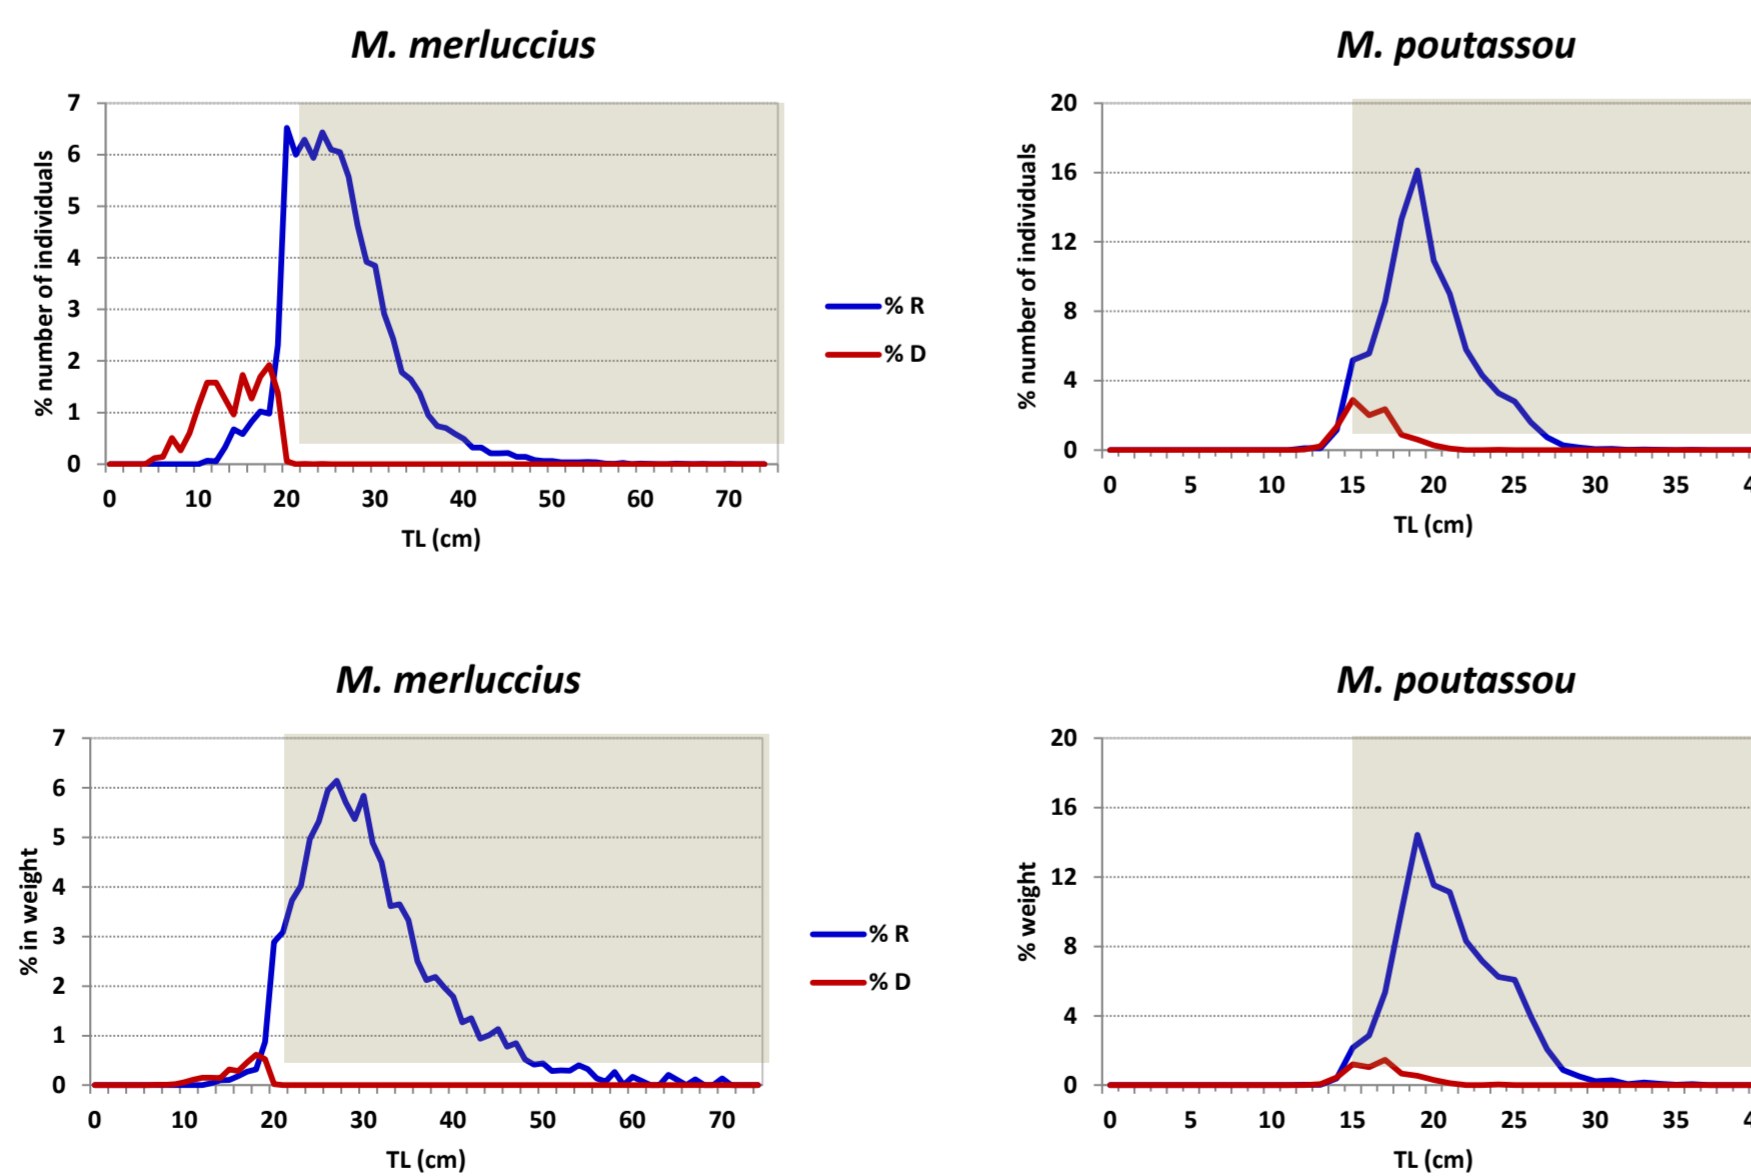 M. merluccius
7
6
5
4
3
2
1
0
% number of individuals
0 10 20 30 40 50 60 70
TL (cm)
% R
% D
M. poutassou
20
16
12
8
4
0
% number of individuals
0 5 10 15 20 25 30 35 4
TL (cm)
M. merluccius
7
6
5
4
3
2
1
0
% in weight
0 10 20 30 40 50 60 70
TL (cm)
% R
% D
M. poutassou
20
16
12
8
4
0
% weight
0 5 10 15 20 25 30 35 4
TL (cm)